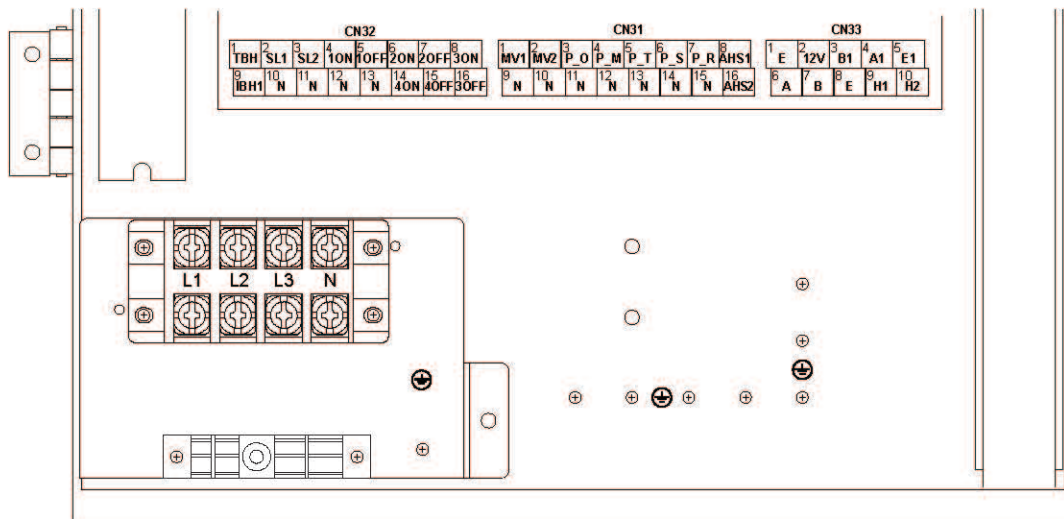 CN32 CN31 CN33
1 TBH 2 SL1 3 SL2 4 1ON 5 1OFF 6 2ON 7 2OFF 8 3ON
9 IBH1 10 N 11 N 12 N 13 N 14 4ON 15 4OFF 16 3OFF
1 MV1 2 MV2 3 P_O 4 P_M 5 P_T 6 P_S 7 P_R 8 AHS1
9 N 10 N 11 N 12 N 13 N 14 N 15 N 16 AHS2
1 E 2 12V 3 B1 4 A1 5 E1
6 A 7 B 8 E 9 H1 10 H2
L1 L2 L3 N